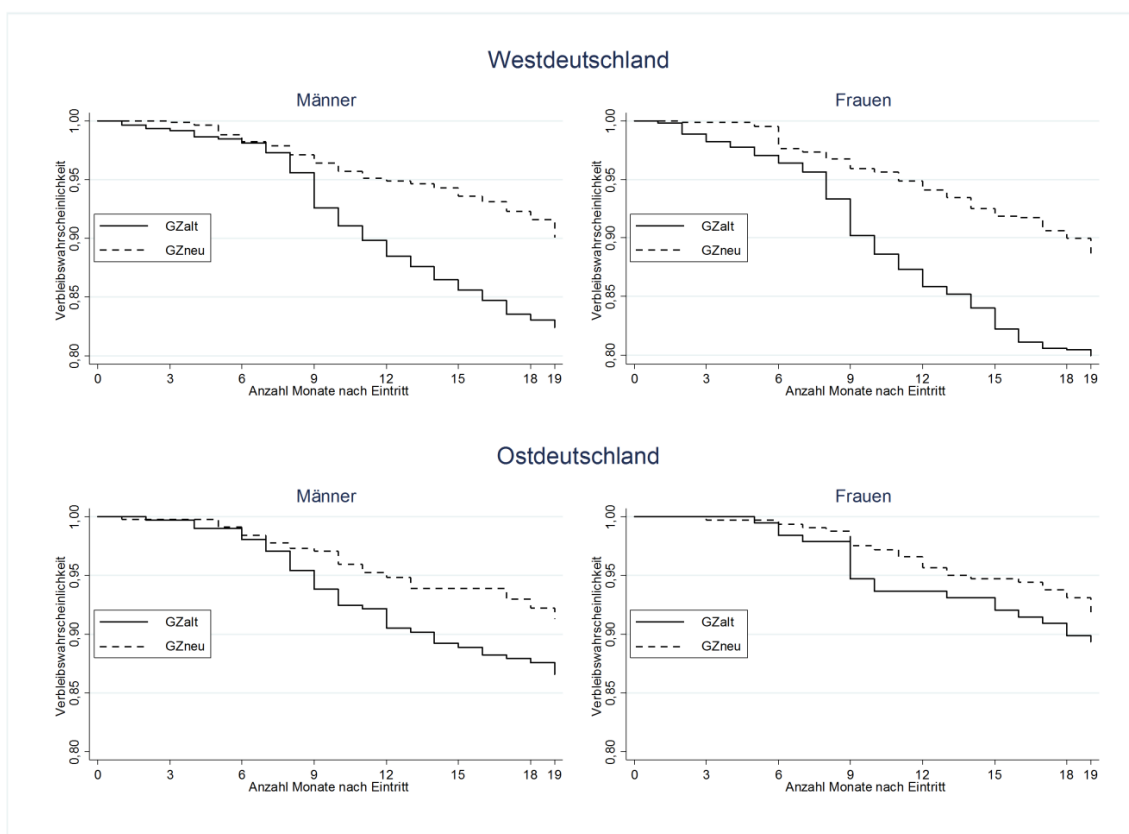 Westdeutschland
Männer
Verbleibswahrscheinlichkeit
1,00
0,95
0,90
0,85
0,80
GZalt
GZneu
0 3 6 9 12 15 18 19
Anzahl Monate nach Eintritt
Frauen
Verbleibswahrscheinlichkeit
1,00
0,95
0,90
0,85
0,80
GZalt
GZneu
0 3 6 9 12 15 18 19
Anzahl Monate nach Eintritt
Ostdeutschland
Männer
Verbleibswahrscheinlichkeit
1,00
0,95
0,90
0,85
0,80
GZalt
GZneu
0 3 6 9 12 15 18 19
Anzahl Monate nach Eintritt
Frauen
Verbleibswahrscheinlichkeit
1,00
0,95
0,90
0,85
0,80
GZalt
GZneu
0 3 6 9 12 15 18 19
Anzahl Monate nach Eintritt